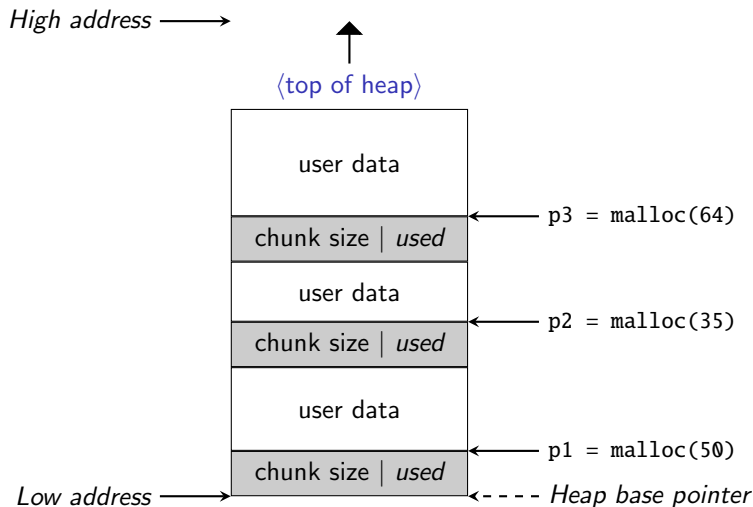 High address
⟨top of heap⟩
user data
p3 = malloc(64)
chunk size | used
user data
p2 = malloc(35)
chunk size | used
user data
p1 = malloc(50)
chunk size | used
Low address
Heap base pointer